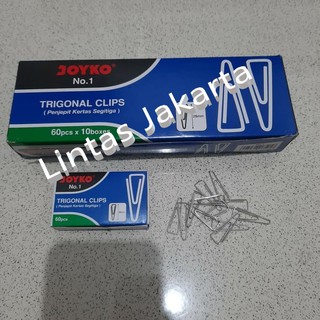 JOYKO
No.1
TRIGONAL CLIPS
( Penjepit Kertas Segitiga )
60pcs x 10boxes
Lintas Jakarta
JOYKO
No.1
TRIGONAL CLIPS
(Penjepit Kertas Segitiga)
60pcs